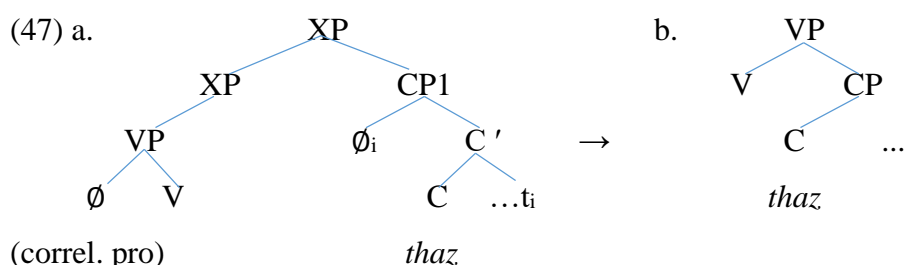 (47) a. XP b. VP
XP CP1 V CP
VP ∅i C ′ → C ...
∅ V C …ti thaz
(correl. pro) thaz